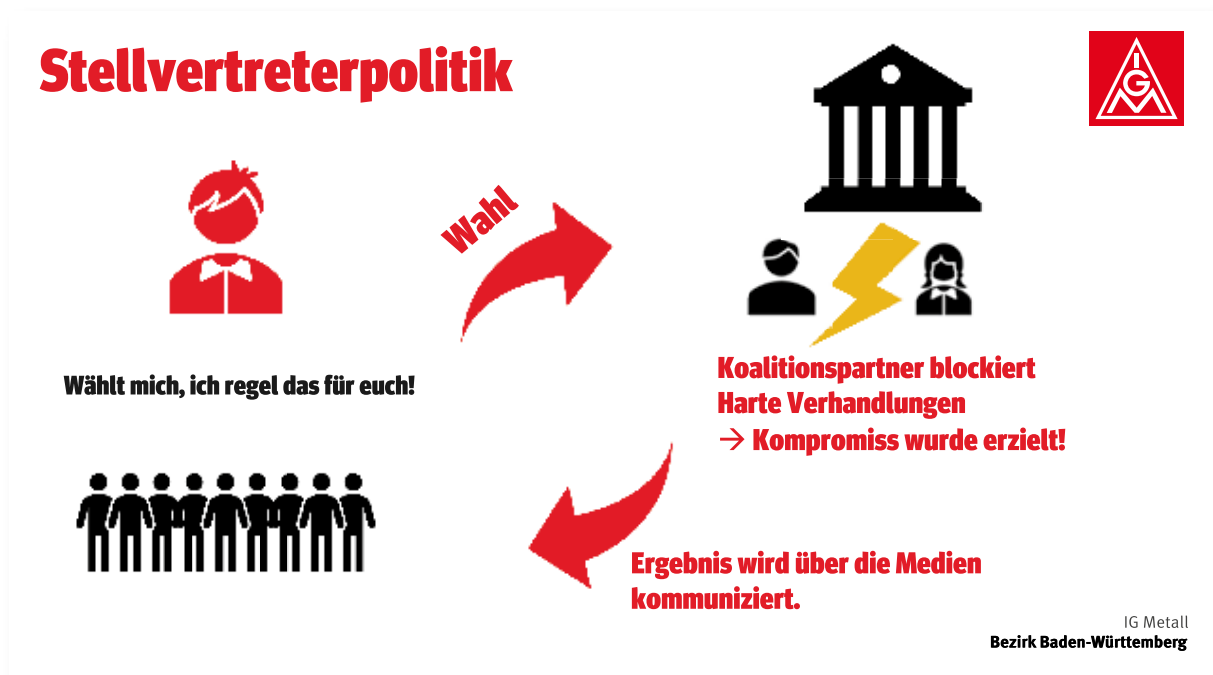 Stellvertreterpolitik
IGM
Wahl
Wählt mich, ich regel das für euch!
Koalitionspartner blockiert
Harte Verhandlungen
→ Kompromiss wurde erzielt!
Ergebnis wird über die Medien
kommuniziert.
IG Metall
Bezirk Baden-Württemberg